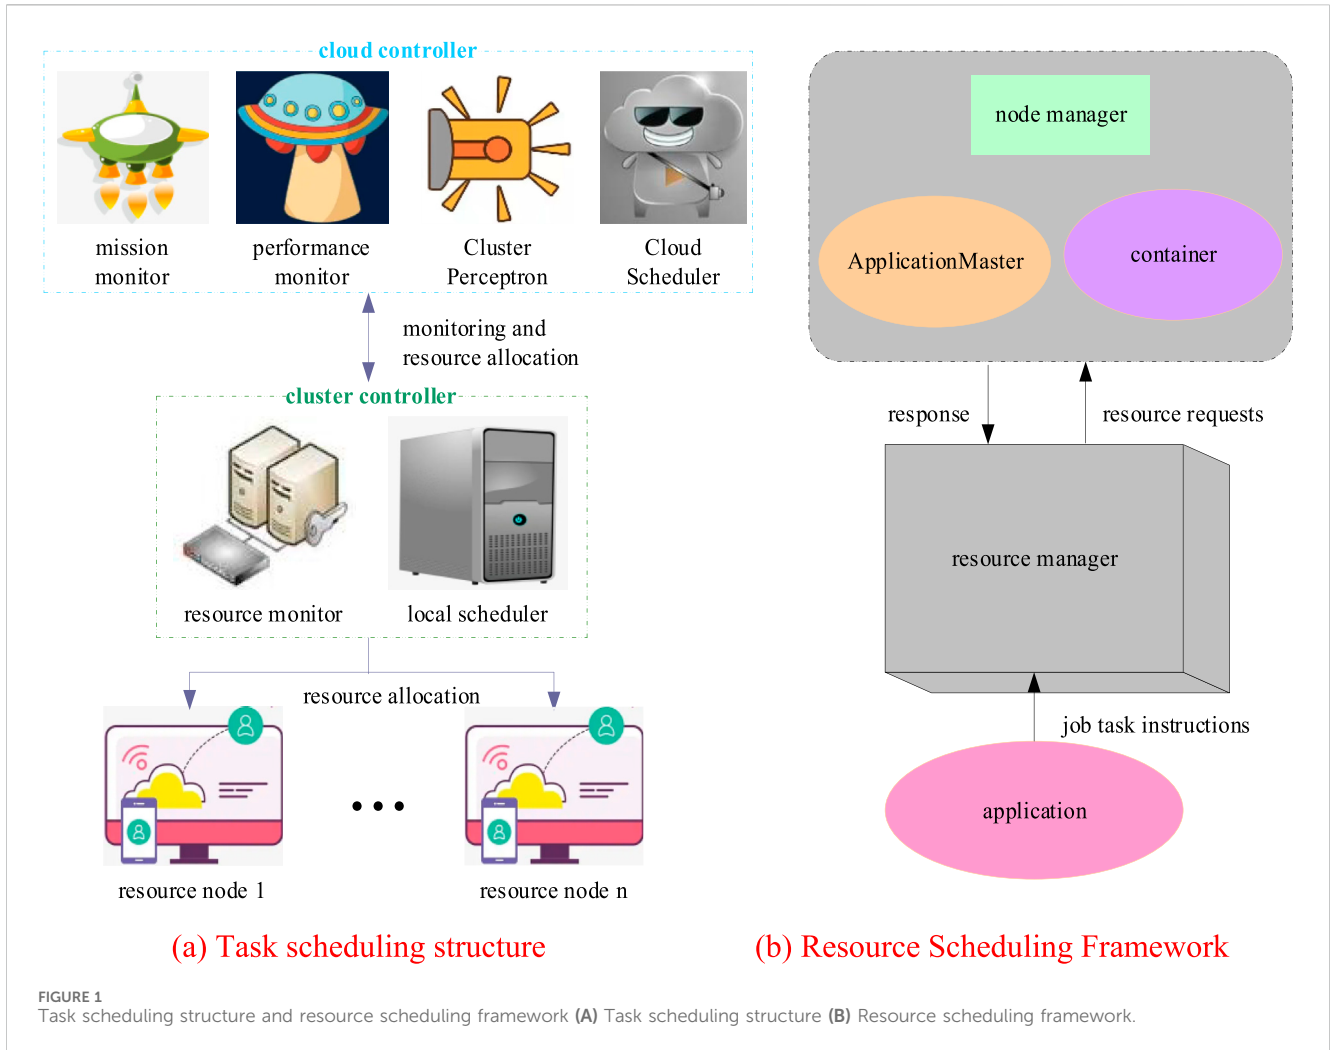 cloud controller
mission
monitor
performance
monitor
Cluster
Perceptron
Cloud
Scheduler
monitoring and
resource allocation
cluster controller
resource monitor
local scheduler
resource allocation
resource node 1
resource node n
(a) Task scheduling structure
node manager
ApplicationMaster
container
response
resource requests
resource manager
job task instructions
application
(b) Resource Scheduling Framework
FIGURE 1
Task scheduling structure and resource scheduling framework (A) Task scheduling structure (B) Resource scheduling framework.